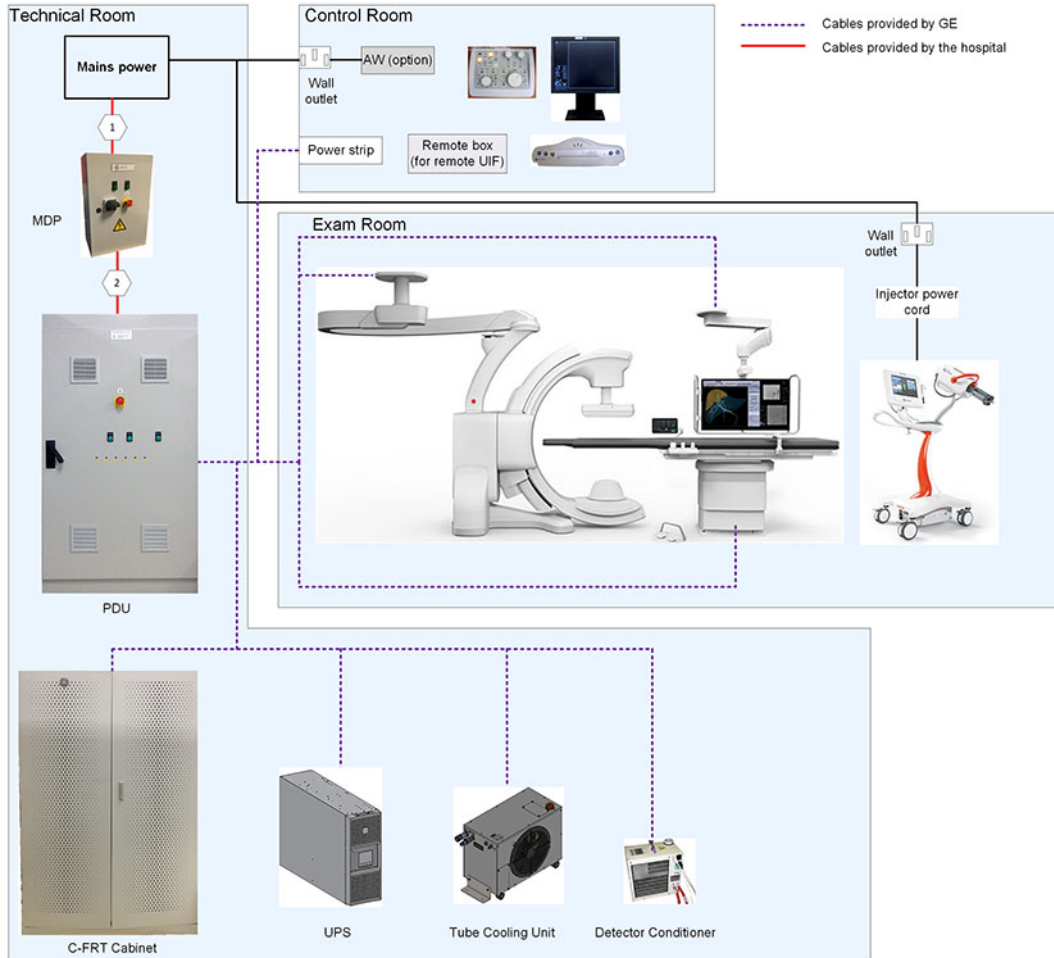 Technical Room
Control Room
Cables provided by GE
Cables provided by the hospital
Mains power
AW (option)
Wall
outlet
1
Power strip
Remote box
(for remote UIF)
MDP
Exam Room
Wall
outlet
2
Injector power
cord
PDU
C-FRT Cabinet
UPS
Tube Cooling Unit
Detector Conditioner